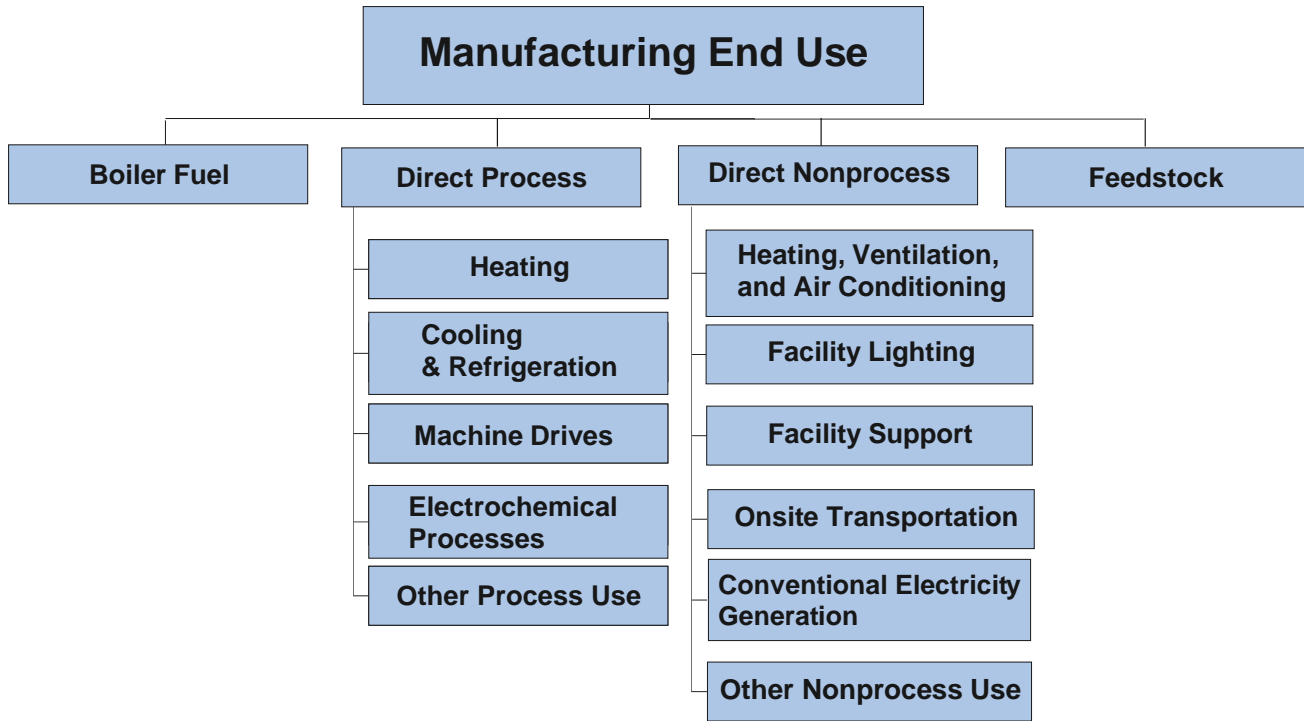 Manufacturing End Use
Boiler Fuel
Direct Process
Direct Nonprocess
Feedstock
Heating
Cooling
& Refrigeration
Machine Drives
Electrochemical
Processes
Other Process Use
Heating, Ventilation,
and Air Conditioning
Facility Lighting
Facility Support
Onsite Transportation
Conventional Electricity
Generation
Other Nonprocess Use